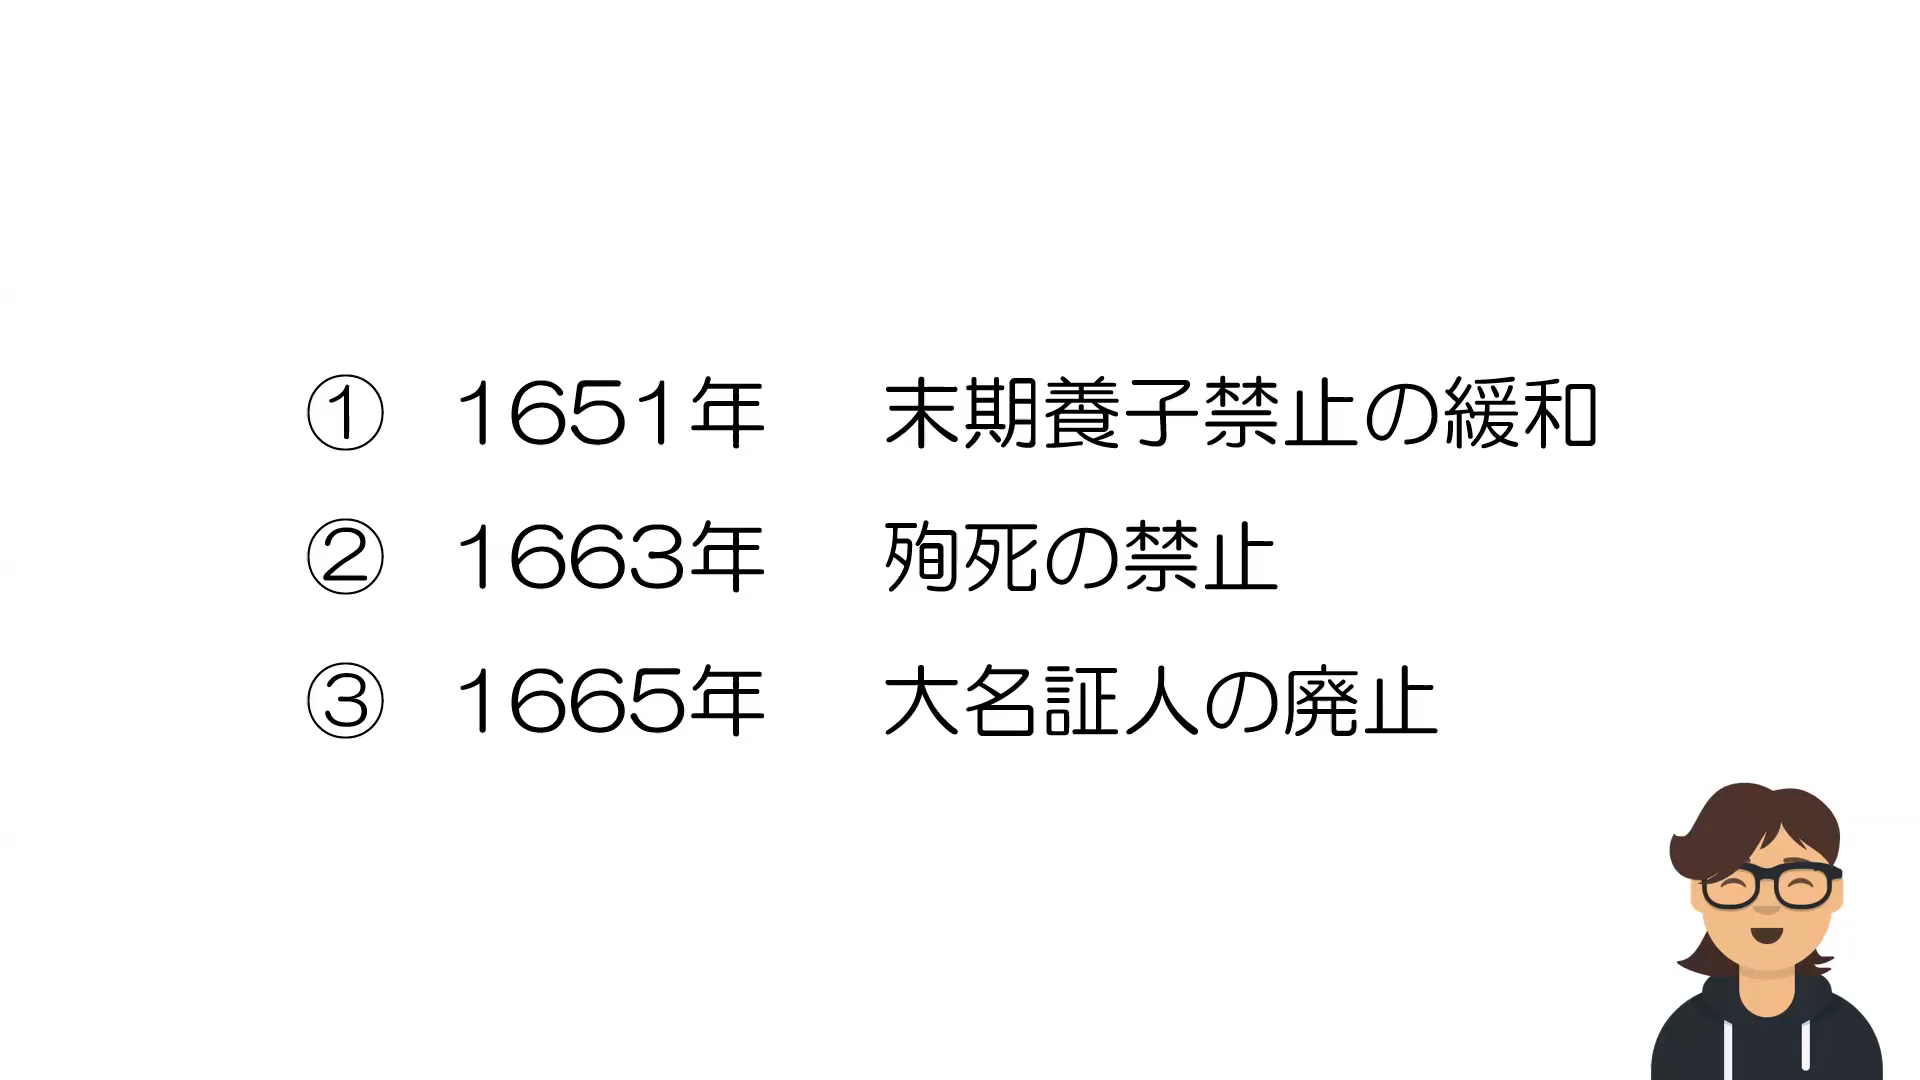 ① 1651年 末期養子禁止の緩和
② 1663年 殉死の禁止
③ 1665年 大名証人の廃止